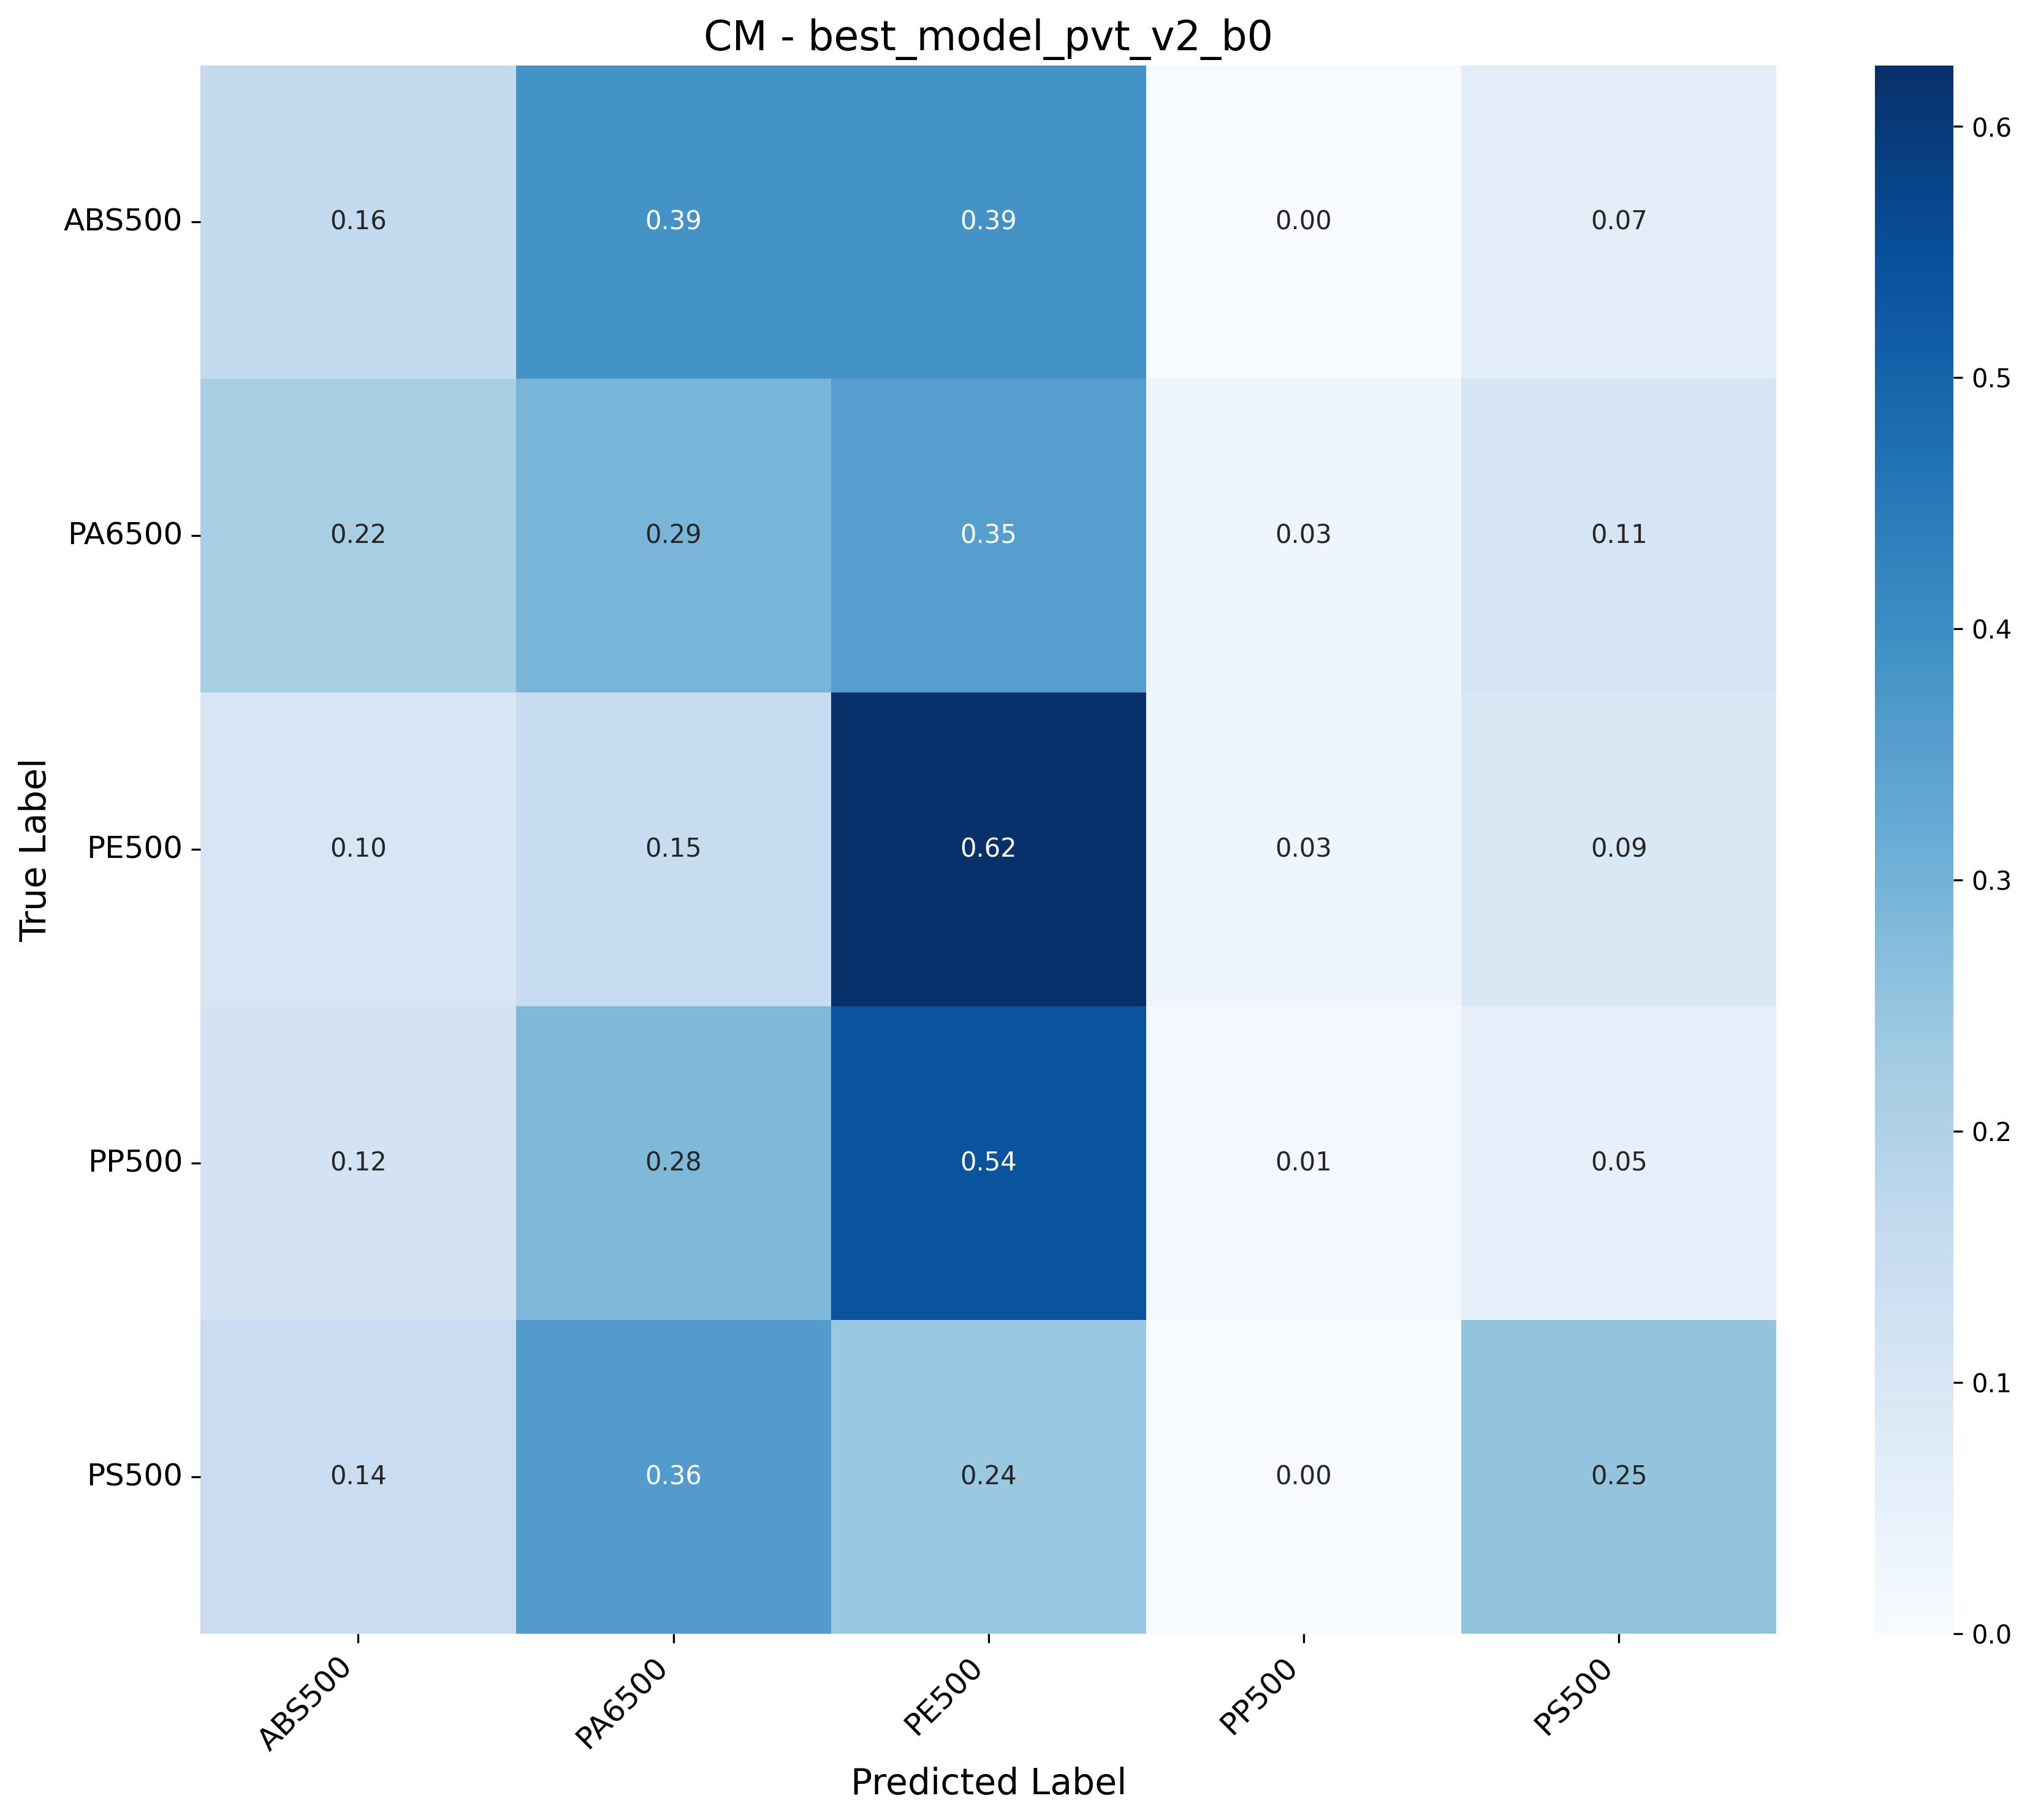 CM - best_model_pvt_v2_b0
True Label
ABS500 0.16 0.39 0.39 0.00 0.07
PA6500 0.22 0.29 0.35 0.03 0.11
PE500 0.10 0.15 0.62 0.03 0.09
PP500 0.12 0.28 0.54 0.01 0.05
PS500 0.14 0.36 0.24 0.00 0.25
ABS500 PA6500 PE500 PP500 PS500
Predicted Label
0.6
0.5
0.4
0.3
0.2
0.1
0.0